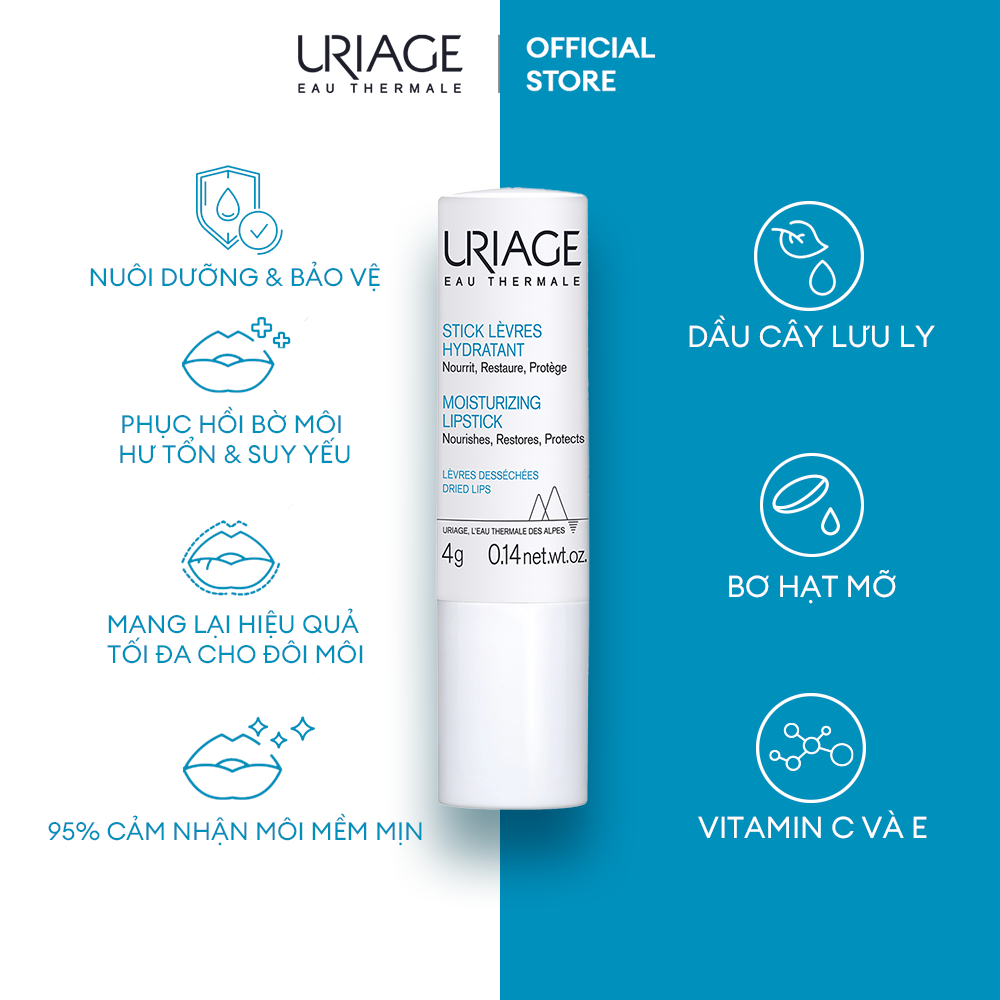 URIAGE
EAU THERMALE
OFFICIAL
STORE
NUÔI DƯỠNG & BẢO VỆ
PHỤC HỒI BỜ MÔI
HƯ TỔN & SUY YẾU
MANG LẠI HIỆU QUẢ
TỐI ĐA CHO ĐÔI MÔI
95% CẢM NHẬN MÔI MỀM MỊN
URIAGE
EAU THERMALE
STICK LÈVRES
HYDRATANT
Nourrit, Restaure, Protège
MOISTURIZING
LIPSTICK
Nourishes, Restores, Protects
LÈVRES DESSÉCHÉES
DRIED LIPS
URIAGE, L'EAU THERMALE DES ALPES
4g 0.14 net.wt.oz.
DẦU CÂY LƯU LY
BƠ HẠT MỠ
VITAMIN C VÀ E